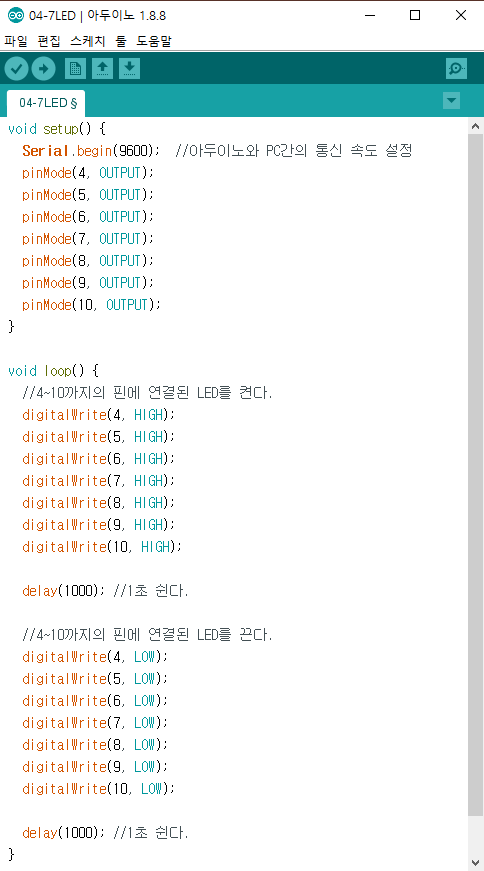 04-7LED | 아두이노 1.8.8
파일 편집 스케치 툴 도움말
04-7LED §
void setup() {
  Serial.begin(9600);  //아두이노와 PC간의 통신 속도 설정
  pinMode(4, OUTPUT);
  pinMode(5, OUTPUT);
  pinMode(6, OUTPUT);
  pinMode(7, OUTPUT);
  pinMode(8, OUTPUT);
  pinMode(9, OUTPUT);
  pinMode(10, OUTPUT);
}
void loop() {
  //4~10까지의 핀에 연결된 LED를 켠다.
  digitalWrite(4, HIGH);
  digitalWrite(5, HIGH);
  digitalWrite(6, HIGH);
  digitalWrite(7, HIGH);
  digitalWrite(8, HIGH);
  digitalWrite(9, HIGH);
  digitalWrite(10, HIGH);
  delay(1000); //1초 쉰다.
  //4~10까지의 핀에 연결된 LED를 끈다.
  digitalWrite(4, LOW);
  digitalWrite(5, LOW);
  digitalWrite(6, LOW);
  digitalWrite(7, LOW);
  digitalWrite(8, LOW);
  digitalWrite(9, LOW);
  digitalWrite(10, LOW);
  delay(1000); //1초 쉰다.
}